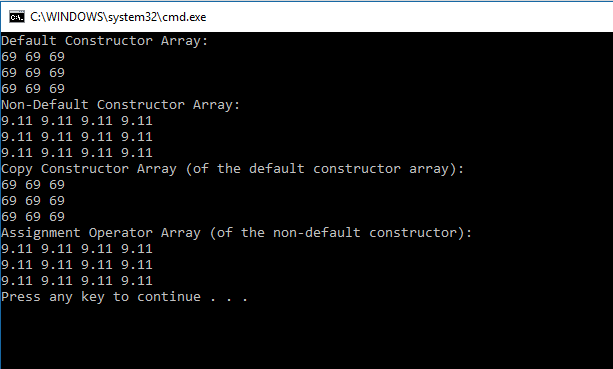 C:\WINDOWS\system32\cmd.exe
Default Constructor Array:
69 69 69
69 69 69
69 69 69
Non-Default Constructor Array:
9.11 9.11 9.11 9.11
9.11 9.11 9.11 9.11
9.11 9.11 9.11 9.11
Copy Constructor Array (of the default constructor array):
69 69 69
69 69 69
69 69 69
Assignment Operator Array (of the non-default constructor):
9.11 9.11 9.11 9.11
9.11 9.11 9.11 9.11
9.11 9.11 9.11 9.11
Press any key to continue . . .